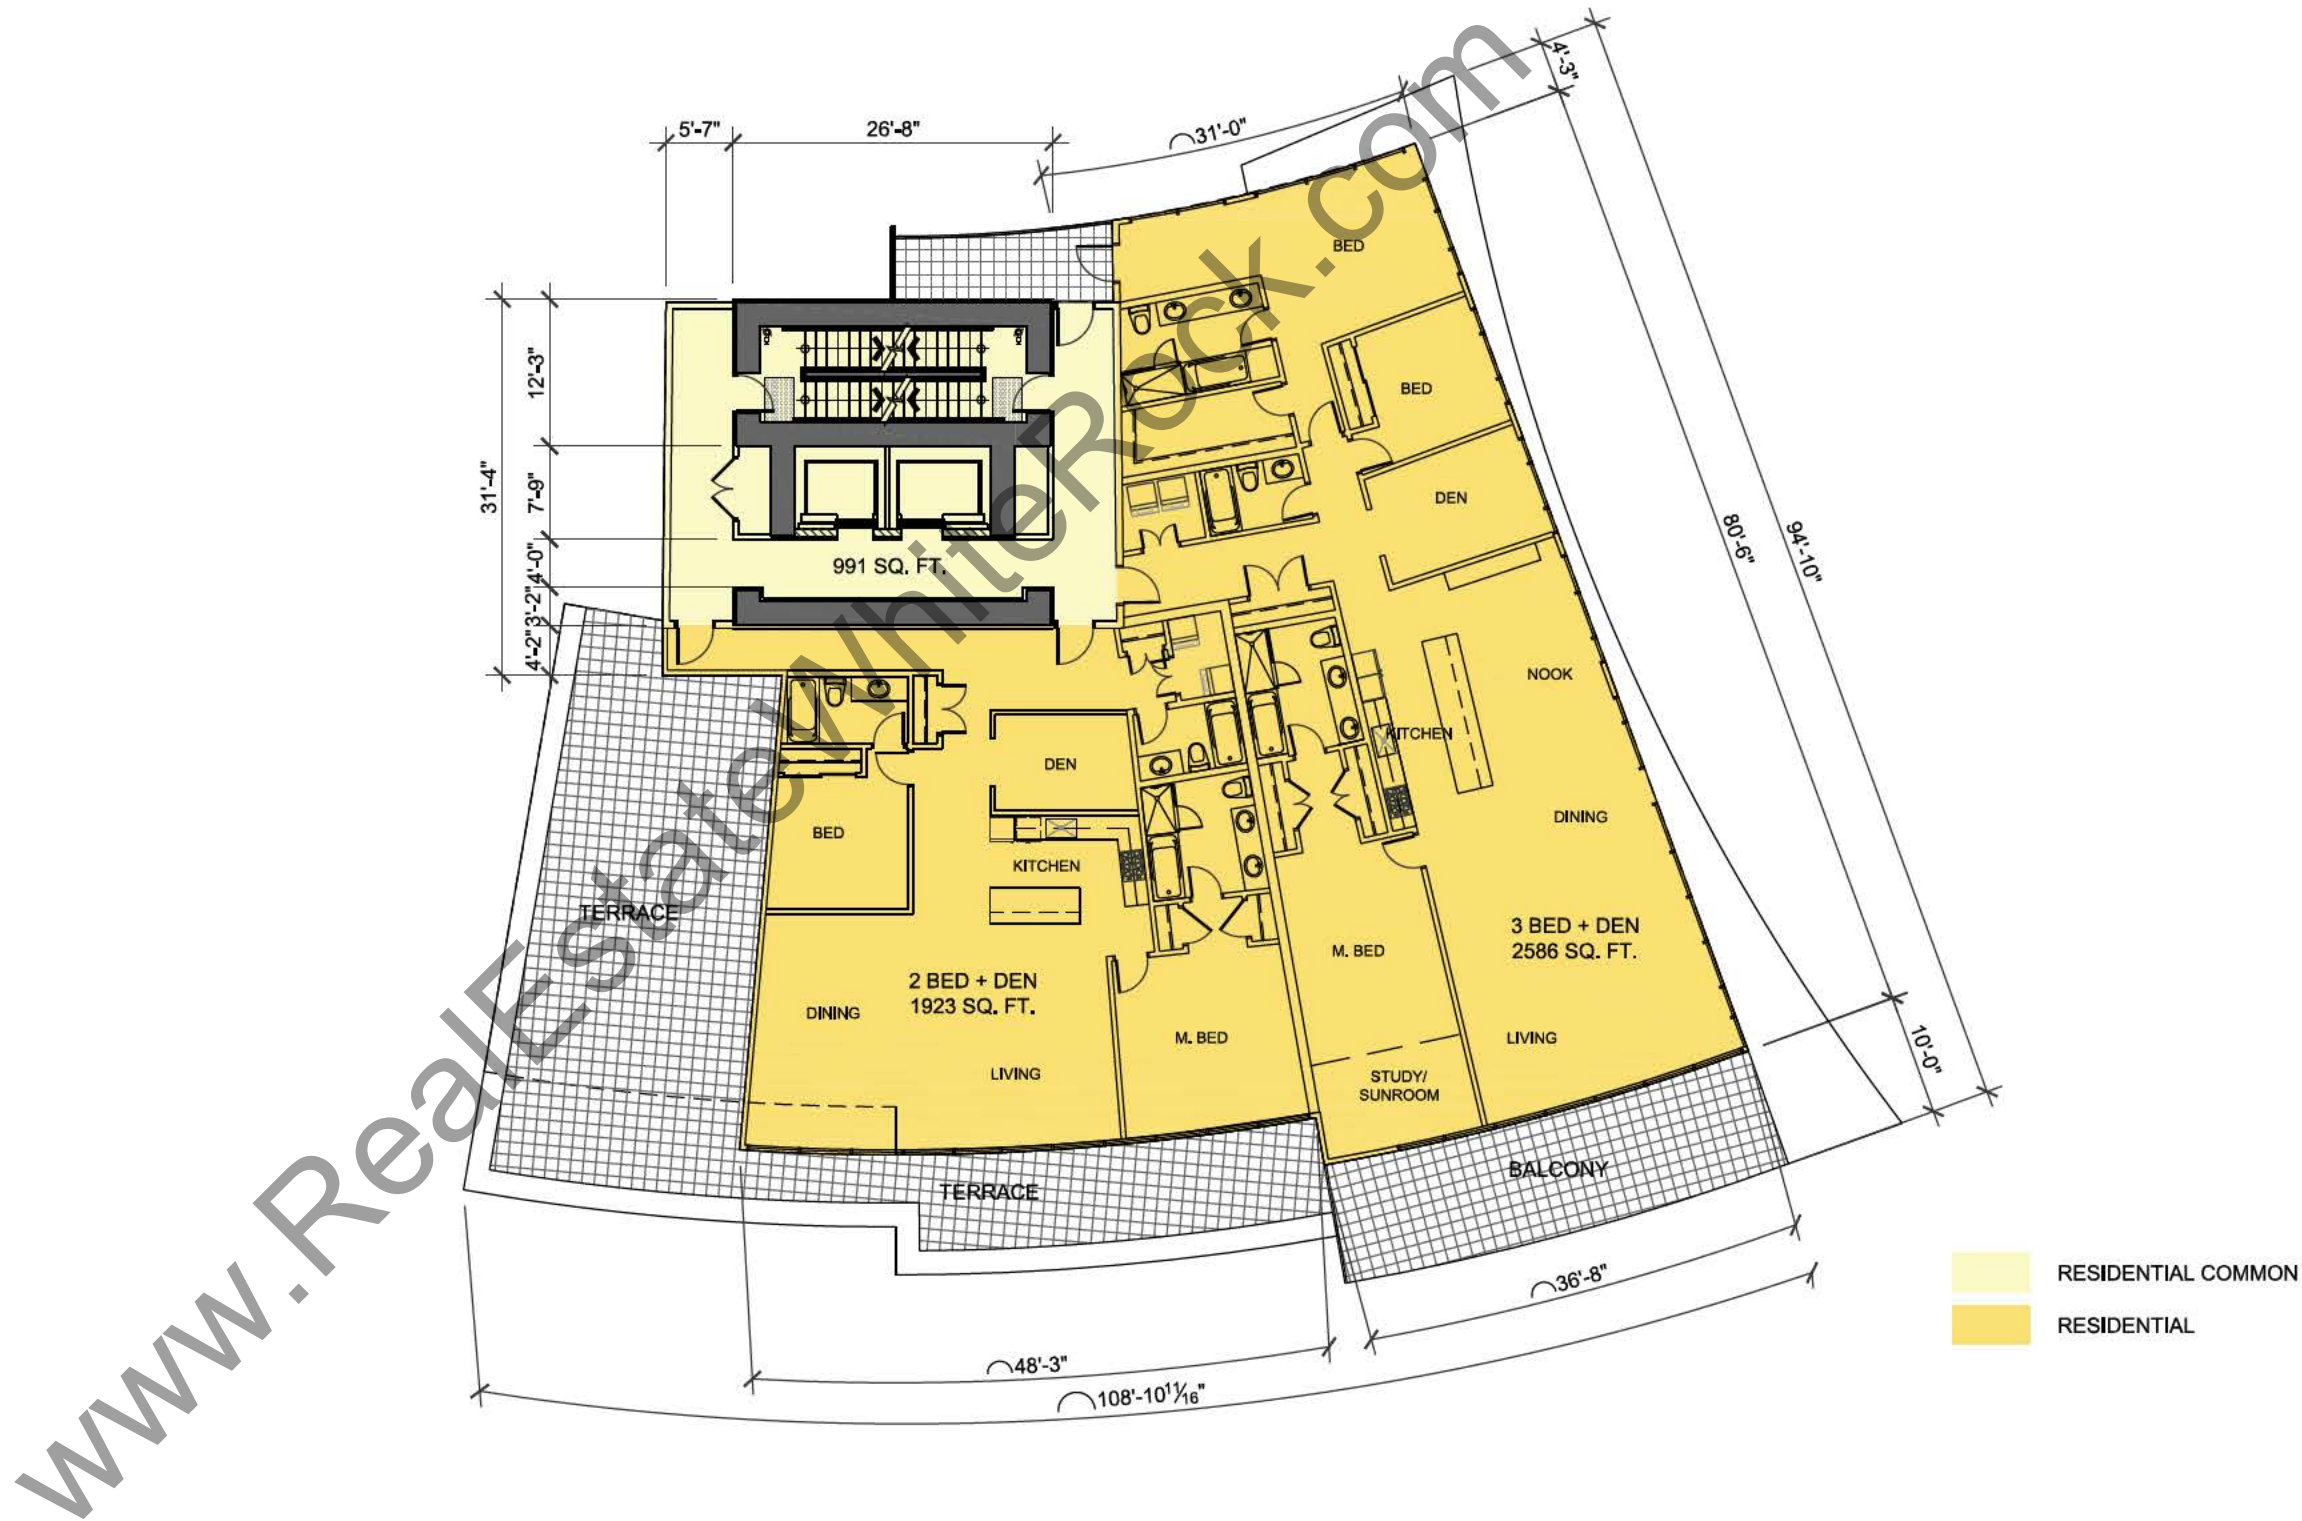 4'-3"
5'-7"
26'-8"
31'-0"
BED
12'-3"
BED
31'-4"
7'-9"
DEN
80'-6"
94'-10"
4'-0"
991 SQ. FT.
3'-2"
4'-2"
NOOK
KITCHEN
DEN
DINING
BED
KITCHEN
TERRACE
3 BED + DEN
2586 SQ. FT.
M. BED
2 BED + DEN
1923 SQ. FT.
DINING
M. BED
LIVING
10'-0"
LIVING
STUDY/
SUNROOM
BALCONY
TERRACE
36'-8"
48'-3"
108'-10 11/16"
RESIDENTIAL COMMON
RESIDENTIAL
www.RealEstateWhiteRock.com